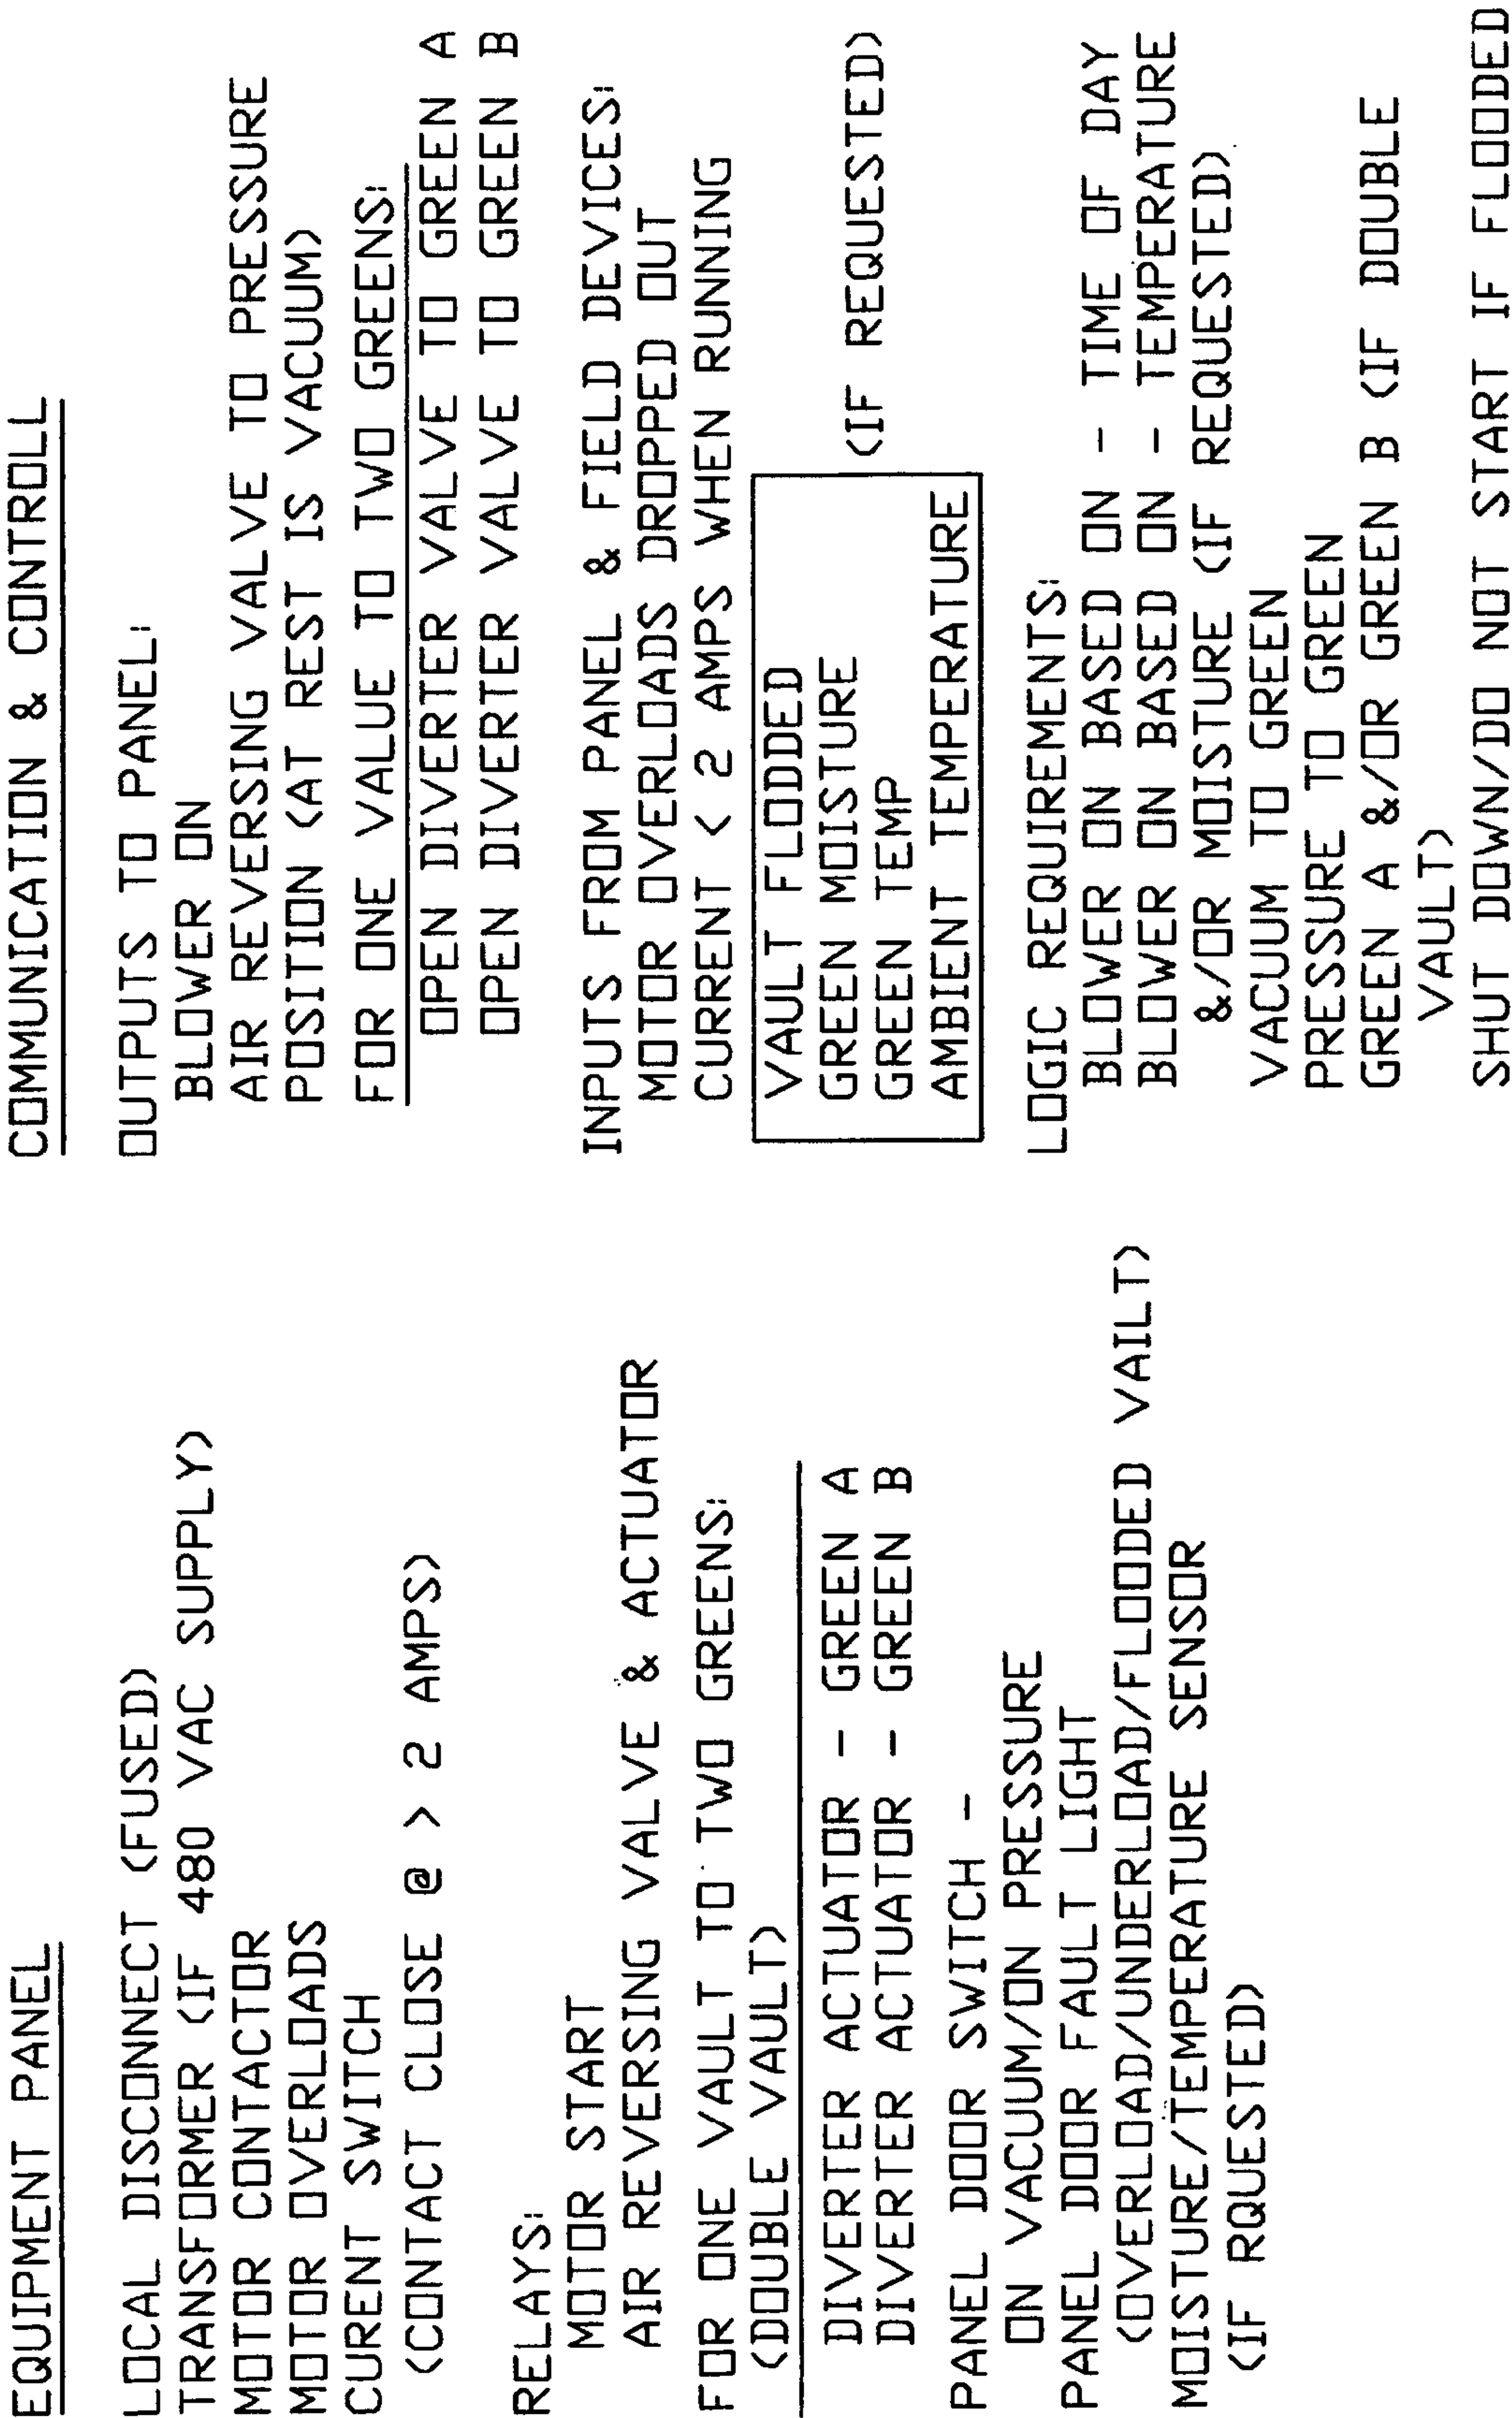 EQUIPMENT PANEL
LOCAL DISCONNECT (FUSED)
TRANSFORMER (IF 480 VAC SUPPLY)
MOTOR CONTACTOR
MOTOR OVERLOADS
CURENT SWITCH
(CONTACT CLOSE @ > 2 AMPS)
RELAYS:
MOTOR START
AIR REVERSING VALVE & ACTUATOR
FOR ONE VAULT TO TWO GREENS:
(DOUBLE VAULT)
DIVERTER ACTUATOR - GREEN A
DIVERTER ACTUATOR - GREEN B
PANEL DOOR SWITCH -
ON VACUUM/ON PRESSURE
PANEL DOOR FAULT LIGHT
(OVERLOAD/UNDERLOAD/FLOODED VAILT)
MOISTURE/TEMPERATURE SENSOR
(IF RQUESTED)
COMMUNICATION & CONTROLL
OUTPUTS TO PANEL:
BLOWER ON
AIR REVERSING VALVE TO PRESSURE
POSITION (AT REST IS VACUUM)
FOR ONE VALUE TO TWO GREENS:
OPEN DIVERTER VALVE TO GREEN A
OPEN DIVERTER VALVE TO GREEN B
INPUTS FROM PANEL & FIELD DEVICES:
MOTOR OVERLOADS DROPPED OUT
CURRENT < 2 AMPS WHEN RUNNING
VAULT FLODDED
GREEN MOISTURE
GREEN TEMP (IF REQUESTED)
AMBIENT TEMPERATURE
LOGIC REQUIREMENTS:
BLOWER ON BASED ON - TIME OF DAY
BLOWER ON BASED ON - TEMPERATURE
&/OR MOISTURE (IF REQUESTED)
VACUUM TO GREEN
PRESSURE TO GREEN
GREEN A &/OR GREEN B (IF DOUBLE
VAULT)
SHUT DOWN/DO NOT START IF FLOODED